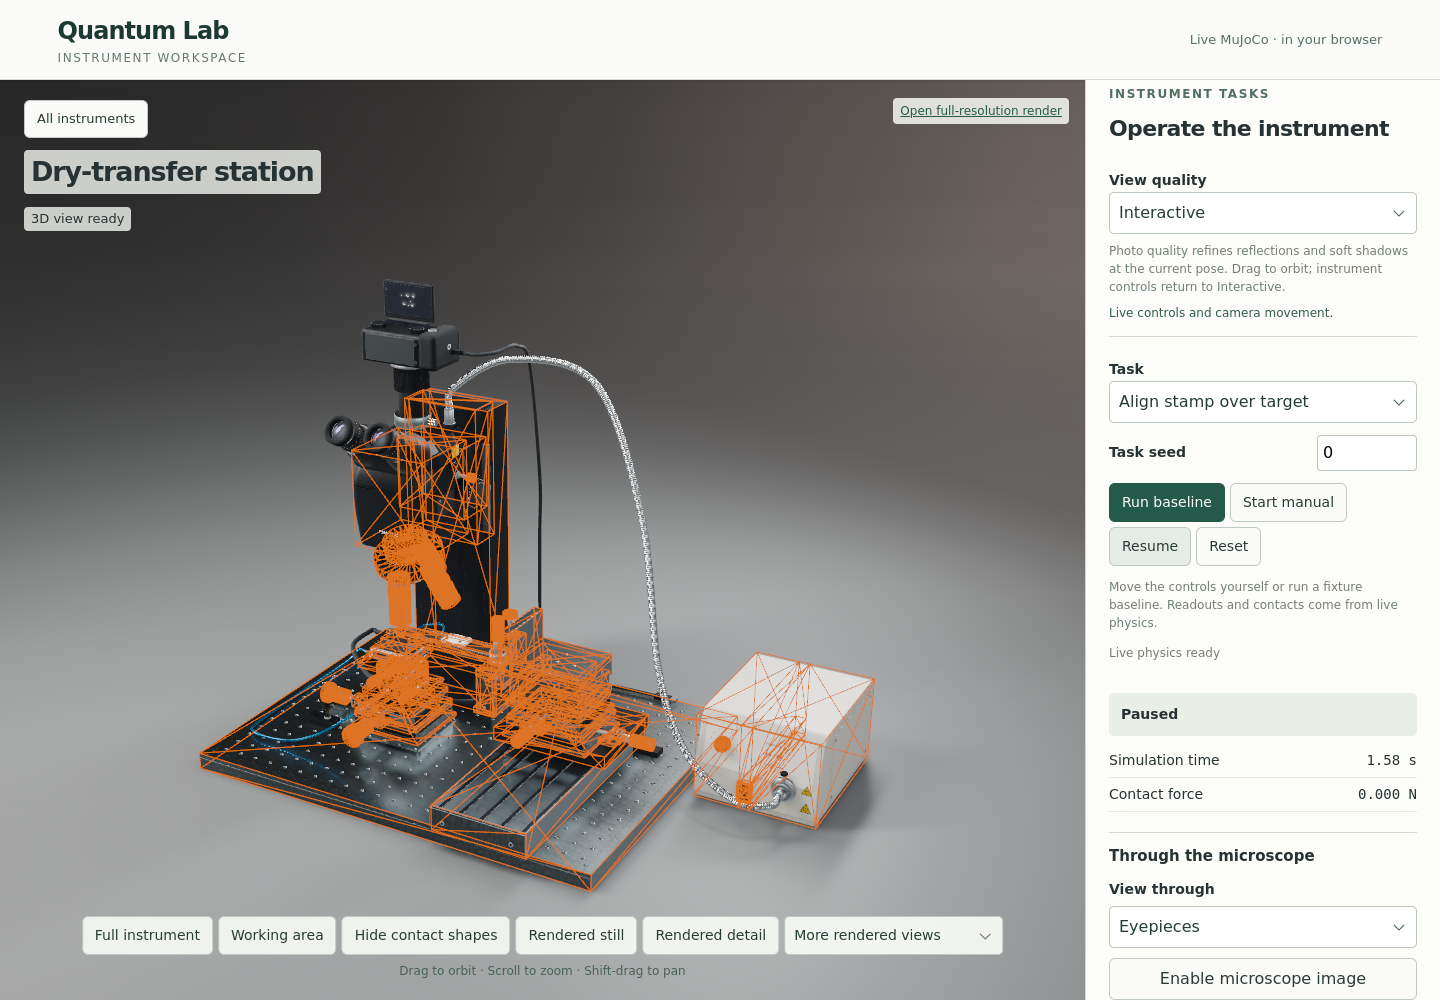 Quantum Lab
INSTRUMENT WORKSPACE
Live MuJoCo · in your browser
All instruments
Open full-resolution render
Dry-transfer station
3D view ready
Full instrument
Working area
Hide contact shapes
Rendered still
Rendered detail
More rendered views
Drag to orbit · Scroll to zoom · Shift-drag to pan
INSTRUMENT TASKS
Operate the instrument
View quality
Interactive
Photo quality refines reflections and soft shadows
at the current pose. Drag to orbit; instrument
controls return to Interactive.
Live controls and camera movement.
Task
Align stamp over target
Task seed
0
Run baseline
Start manual
Resume
Reset
Move the controls yourself or run a fixture
baseline. Readouts and contacts come from live
physics.
Live physics ready
Paused
Simulation time 1.58 s
Contact force 0.000 N
Through the microscope
View through
Eyepieces
Enable microscope image